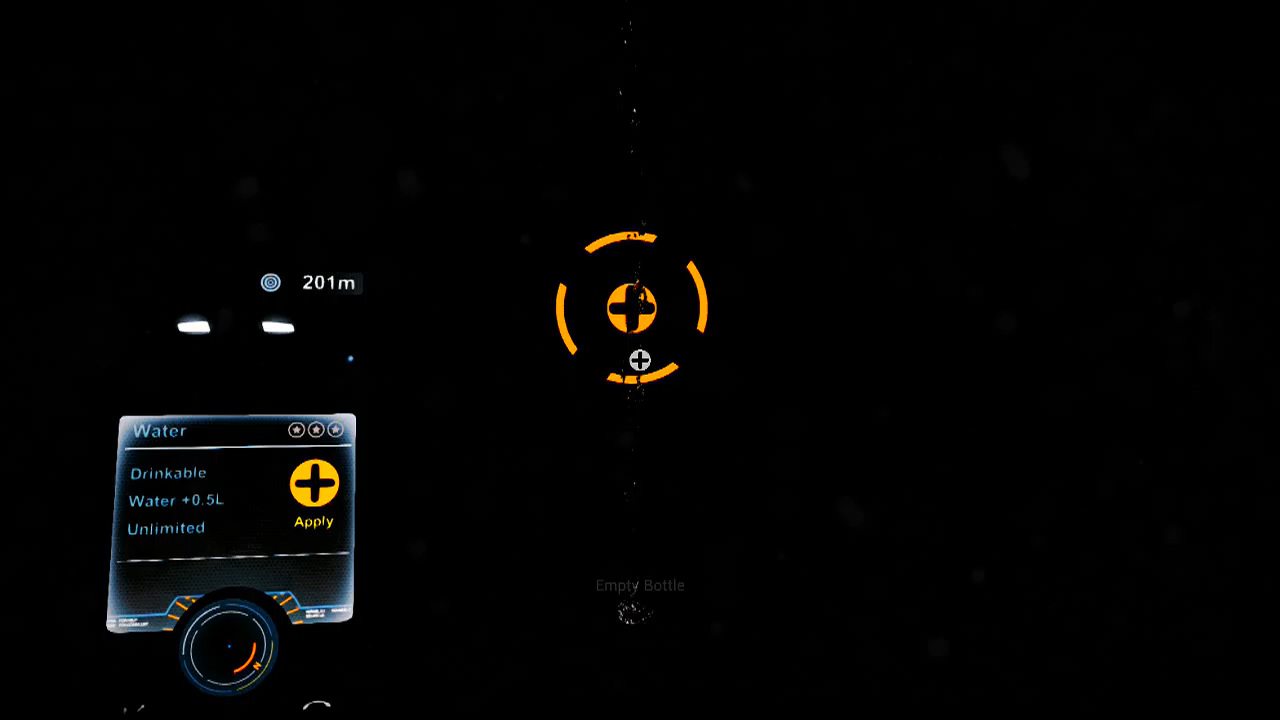 201m
Water
Drinkable
Water +0.5L
Unlimited
Apply
Empty Bottle
N